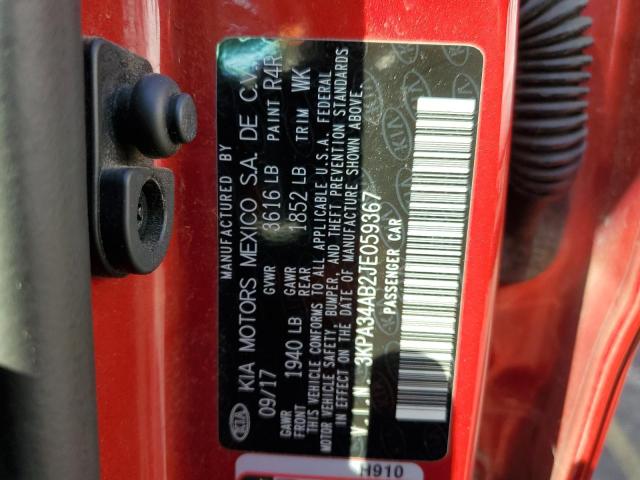 KIA
MANUFACTURED BY
KIA MOTORS MEXICO S.A. DE C.V.
09/17 GVWR 3616 LB PAINT R4R
GAWR FRONT 1940 LB GAWR REAR 1852 LB TRIM WK
THIS VEHICLE CONFORMS TO ALL APPLICABLE U.S.A. FEDERAL
MOTOR VEHICLE SAFETY, BUMPER, AND THEFT PREVENTION STANDARDS
IN EFFECT ON THE DATE OF MANUFACTURE SHOWN ABOVE.
V.I.N. : 3KPA34AB2JE059367
PASSENGER CAR
H910